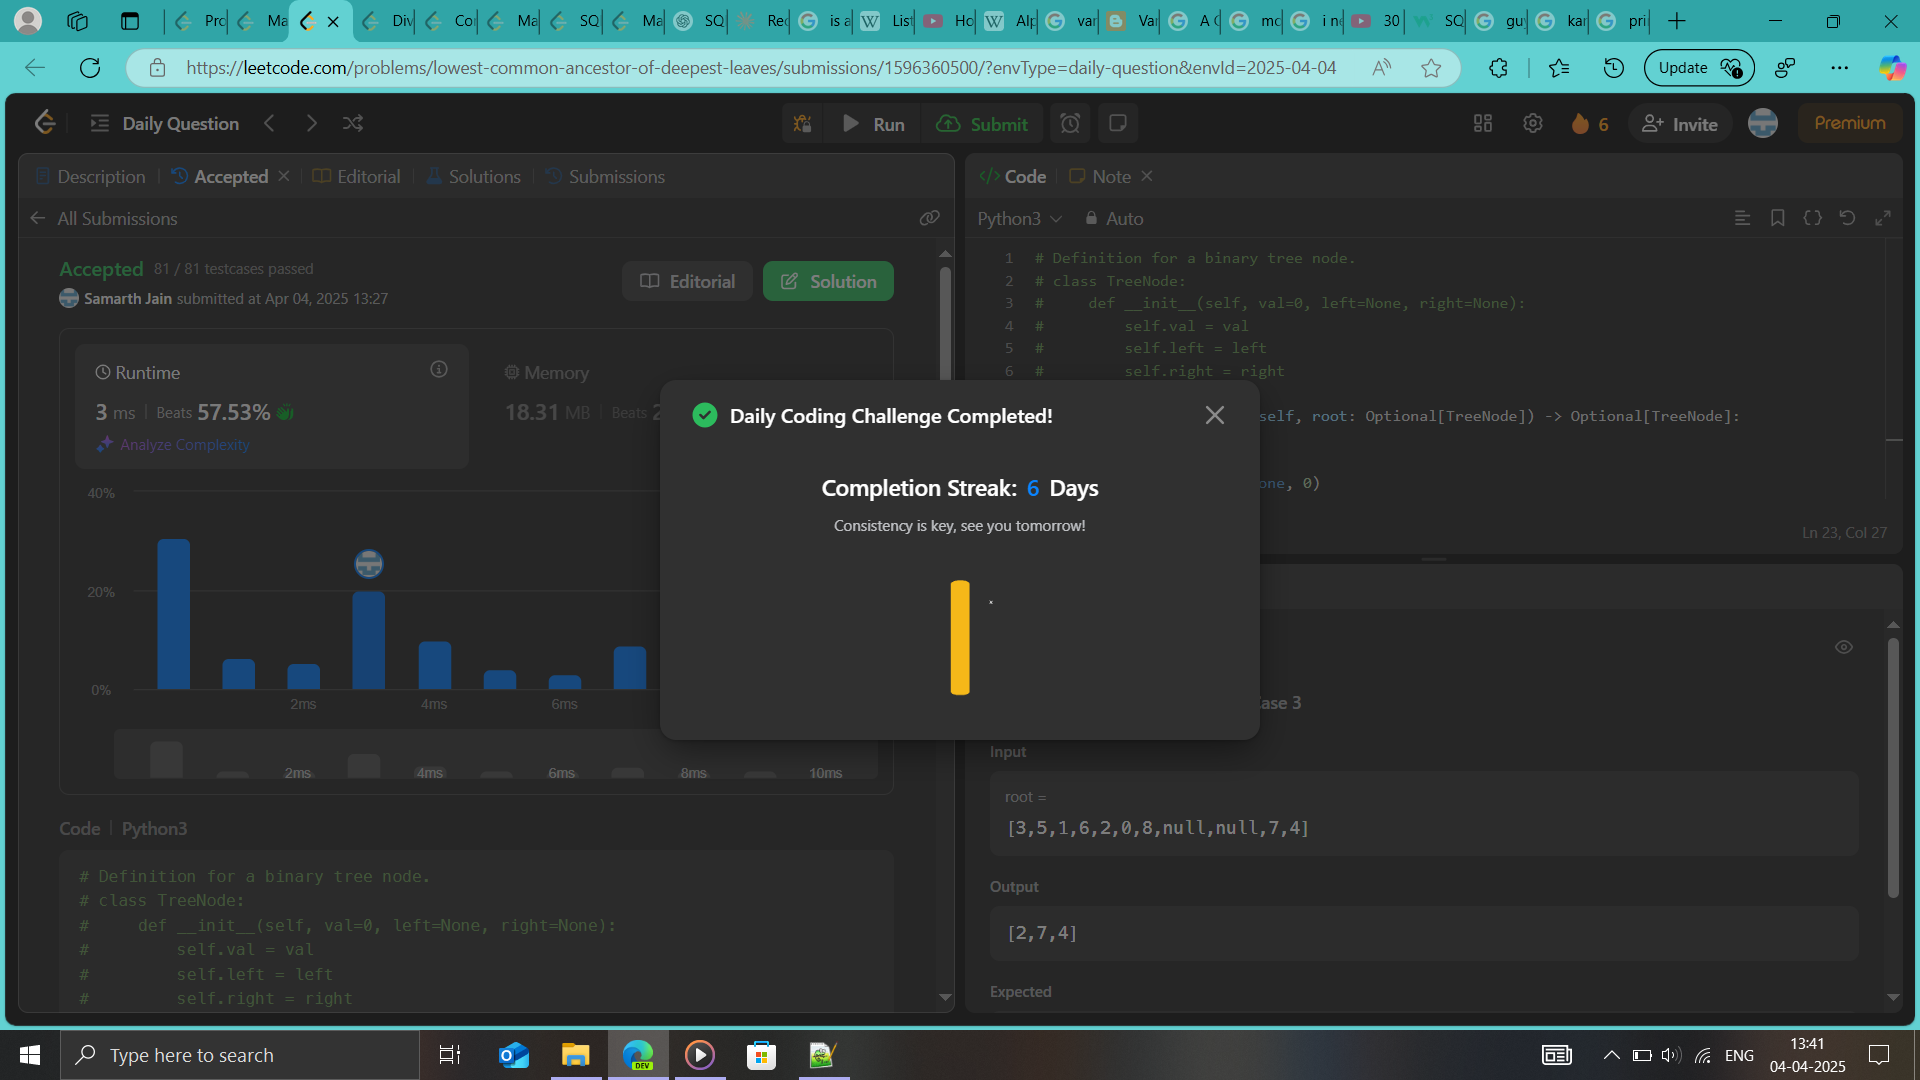 Pro
Ma
Div
Con
Ma
SQ
Ma
SQ
Rec
is a
List
Ho
Alp
var
Var
A C
mo
i ne
30
SQ
guy
kar
pri
https://leetcode.com/problems/lowest-common-ancestor-of-deepest-leaves/submissions/1596360500/?envType=daily-question&envId=2025-04-04
Update
Daily Question
Run
Submit
6
Invite
Premium
Description
Accepted
Editorial
Solutions
Submissions
All Submissions
Accepted 81 / 81 testcases passed
Samarth Jain submitted at Apr 04, 2025 13:27
Editorial
Solution
Runtime
3 ms | Beats 57.53%
Analyze Complexity
Memory
18.31 MB | Beats 2
40%
20%
0%
2ms 4ms 6ms
2ms 4ms 6ms 8ms 10ms
Code | Python3
# Definition for a binary tree node.
# class TreeNode:
#     def __init__(self, val=0, left=None, right=None):
#         self.val = val
#         self.left = left
#         self.right = right
Daily Coding Challenge Completed!
Completion Streak: 6 Days
Consistency is key, see you tomorrow!
</> Code
Note
Python3
Auto
1 # Definition for a binary tree node.
2 # class TreeNode:
3 #     def __init__(self, val=0, left=None, right=None):
4 #         self.val = val
5 #         self.left = left
6 #         self.right = right
self, root: Optional[TreeNode]) -> Optional[TreeNode]:
one, 0)
Ln 23, Col 27
ase 3
Input
root =
[3,5,1,6,2,0,8,null,null,7,4]
Output
[2,7,4]
Expected
Type here to search
DEV
ENG
13:41
04-04-2025